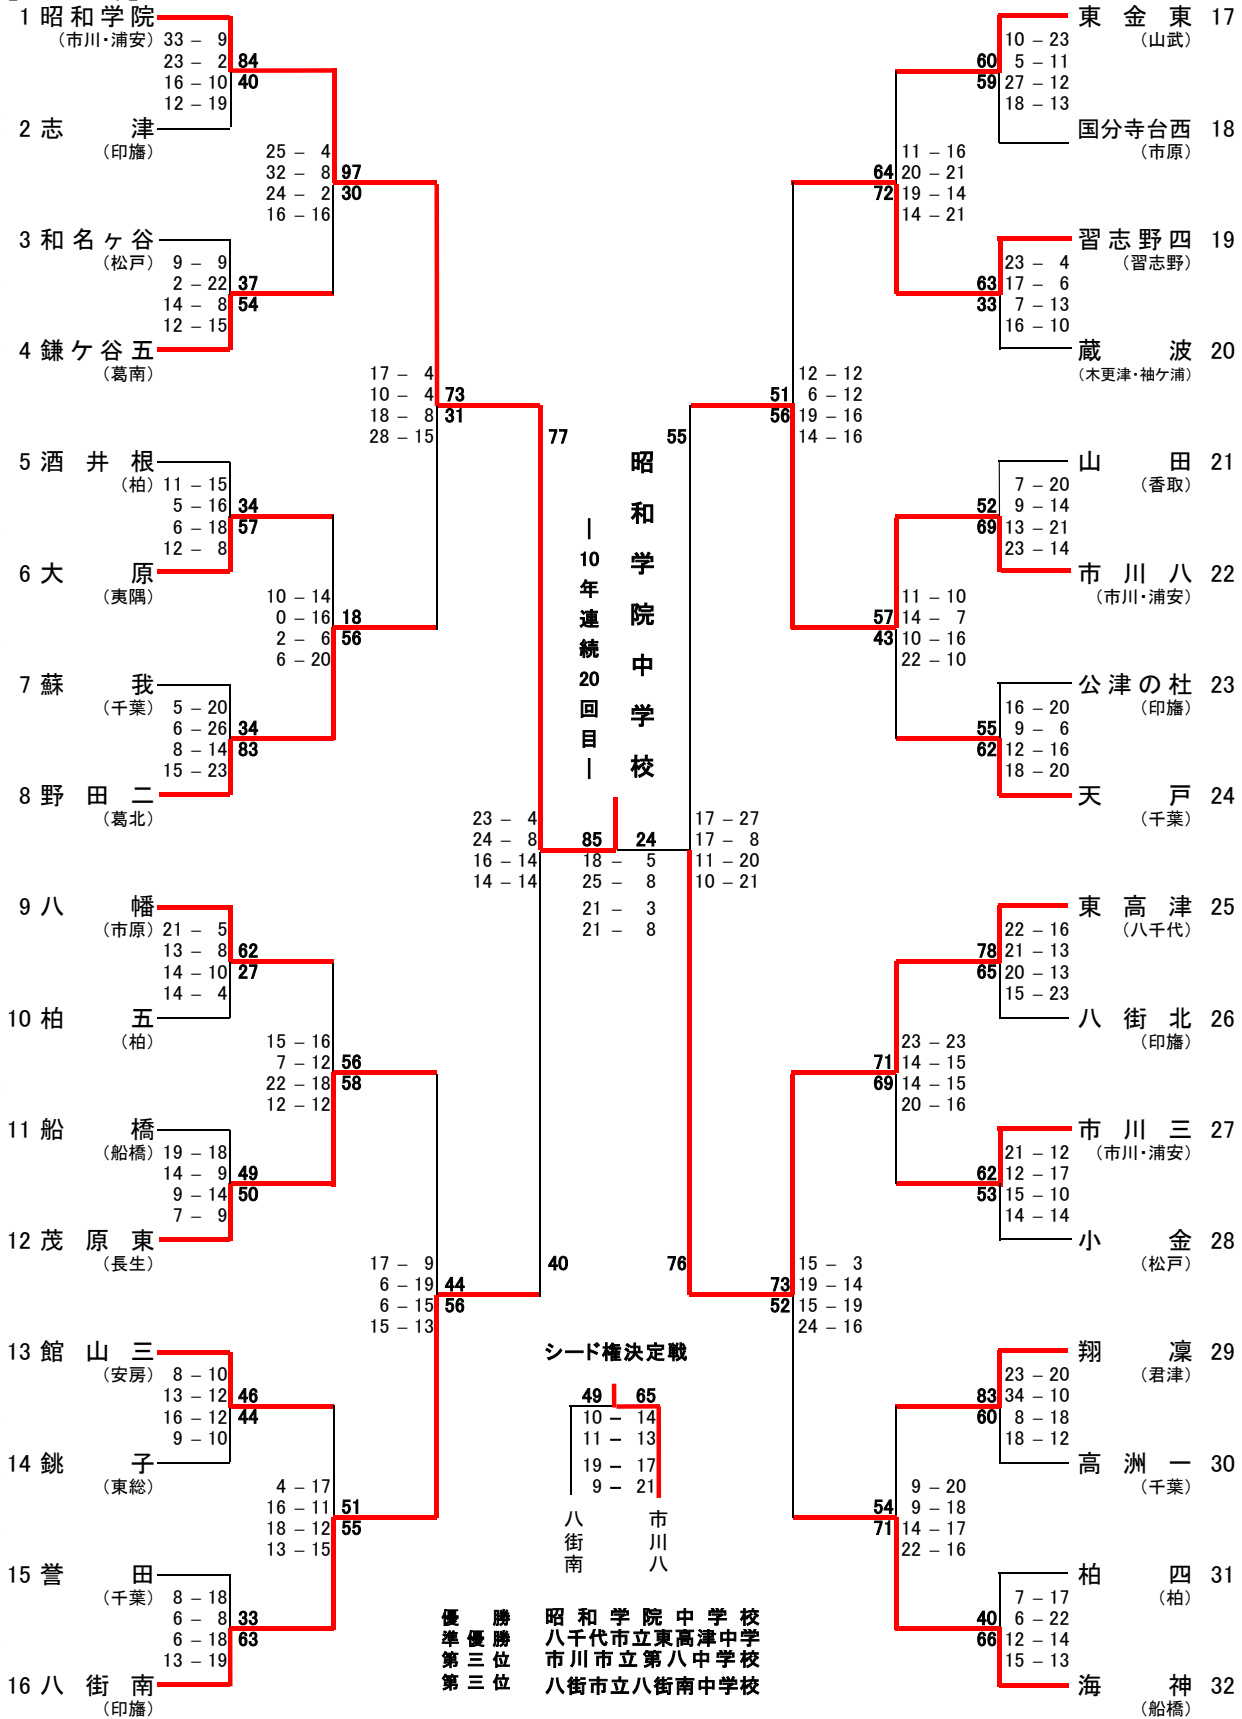 1 昭和学院
(市川・浦安)
33 – 9
23 – 2
16 – 10
12 – 19
84
40
2 志津
(印旛)
25 – 4
32 – 8
24 – 2
16 – 16
97
30
3 和名ヶ谷
(松戸)
9 – 9
2 – 22
14 – 8
12 – 15
37
54
4 鎌ケ谷五
(葛南)
17 – 4
10 – 4
18 – 8
28 – 15
73
31
5 酒井根
(柏)
11 – 15
5 – 16
6 – 18
12 – 8
34
57
6 大原
(夷隅)
10 – 14
0 – 16
2 – 6
6 – 20
18
56
7 蘇我
(千葉)
5 – 20
6 – 26
8 – 14
15 – 23
34
83
8 野田二
(葛北)
77
23 – 4
24 – 8
16 – 14
14 – 14
40
9 八幡
(市原)
21 – 5
13 – 8
14 – 10
14 – 4
62
27
10 柏五
(柏)
15 – 16
7 – 12
22 – 18
12 – 12
56
58
11 船橋
(船橋)
19 – 18
14 – 9
9 – 14
7 – 9
49
50
12 茂原東
(長生)
17 – 9
6 – 19
6 – 15
15 – 13
44
56
13 館山三
(安房)
8 – 10
13 – 12
16 – 12
9 – 10
46
44
14 銚子
(東総)
4 – 17
16 – 11
18 – 12
13 – 15
51
55
15 誉田
(千葉)
8 – 18
6 – 8
6 – 18
13 – 19
33
63
16 八街南
(印旛)
昭和学院中学校
―10年連続20回目―
85 24
18 – 5
25 – 8
21 – 3
21 – 8
東金東 17
(山武)
10 – 23
5 – 11
27 – 12
18 – 13
60
59
国分寺台西 18
(市原)
11 – 16
20 – 21
19 – 14
14 – 21
64
72
習志野四 19
(習志野)
23 – 4
17 – 6
7 – 13
16 – 10
63
33
蔵波 20
(木更津・袖ケ浦)
12 – 12
6 – 12
19 – 16
14 – 16
51
56
山田 21
(香取)
7 – 20
9 – 14
13 – 21
23 – 14
52
69
市川八 22
(市川・浦安)
11 – 10
14 – 7
10 – 16
22 – 10
57
43
公津の杜 23
(印旛)
16 – 20
9 – 6
12 – 16
18 – 20
55
62
天戸 24
(千葉)
55
17 – 27
17 – 8
11 – 20
10 – 21
76
東高津 25
(八千代)
22 – 16
21 – 13
20 – 13
15 – 23
78
65
八街北 26
(印旛)
23 – 23
14 – 15
14 – 15
20 – 16
71
69
市川三 27
(市川・浦安)
21 – 12
12 – 17
15 – 10
14 – 14
62
53
小金 28
(松戸)
15 – 3
19 – 14
15 – 19
24 – 16
73
52
翔凜 29
(君津)
23 – 20
34 – 10
8 – 18
18 – 12
83
60
高洲一 30
(千葉)
9 – 20
9 – 18
14 – 17
22 – 16
54
71
柏四 31
(柏)
7 – 17
6 – 22
12 – 14
15 – 13
40
66
海神 32
(船橋)
シード権決定戦
49 65
10 – 14
11 – 13
19 – 17
9 – 21
八街南
市川八
優勝 昭和学院中学校
準優勝 八千代市立東高津中学
第三位 市川市立第八中学校
第三位 八街市立八街南中学校